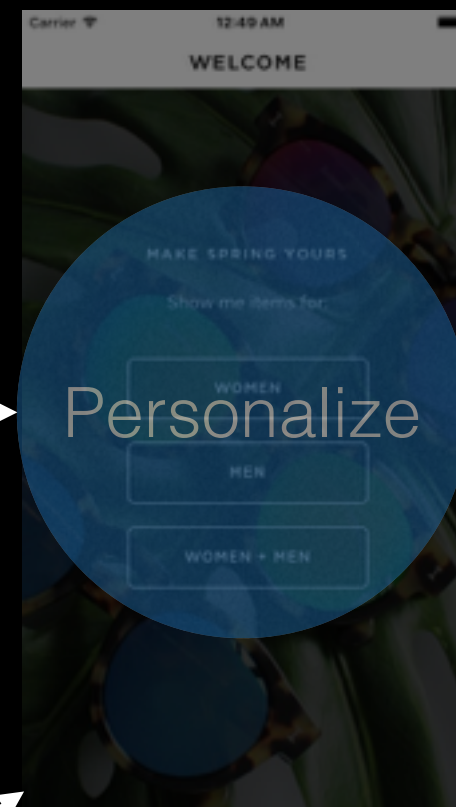 Carrier 12:49 AM
WELCOME
MAKE SPRING YOURS
Show me items for:
WOMEN
Personalize
MEN
WOMEN + MEN